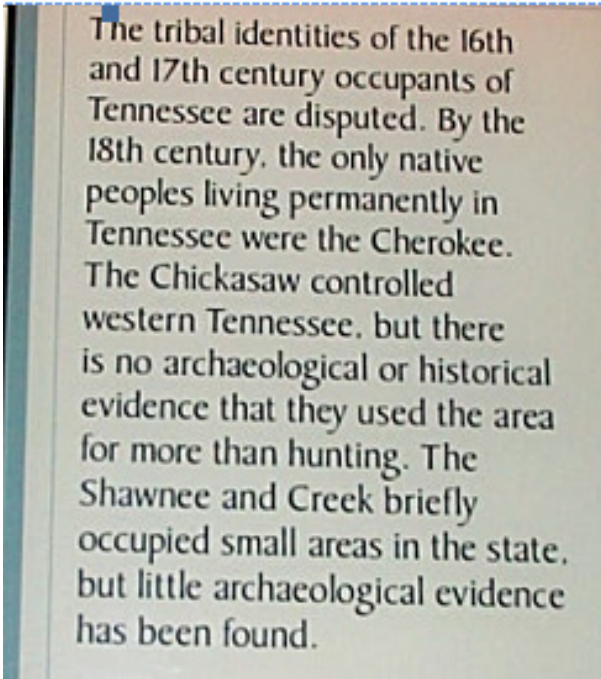 The tribal identities of the 16th
and 17th century occupants of
Tennessee are disputed. By the
18th century, the only native
peoples living permanently in
Tennessee were the Cherokee.
The Chickasaw controlled
western Tennessee, but there
is no archaeological or historical
evidence that they used the area
for more than hunting. The
Shawnee and Creek briefly
occupied small areas in the state,
but little archaeological evidence
has been found.